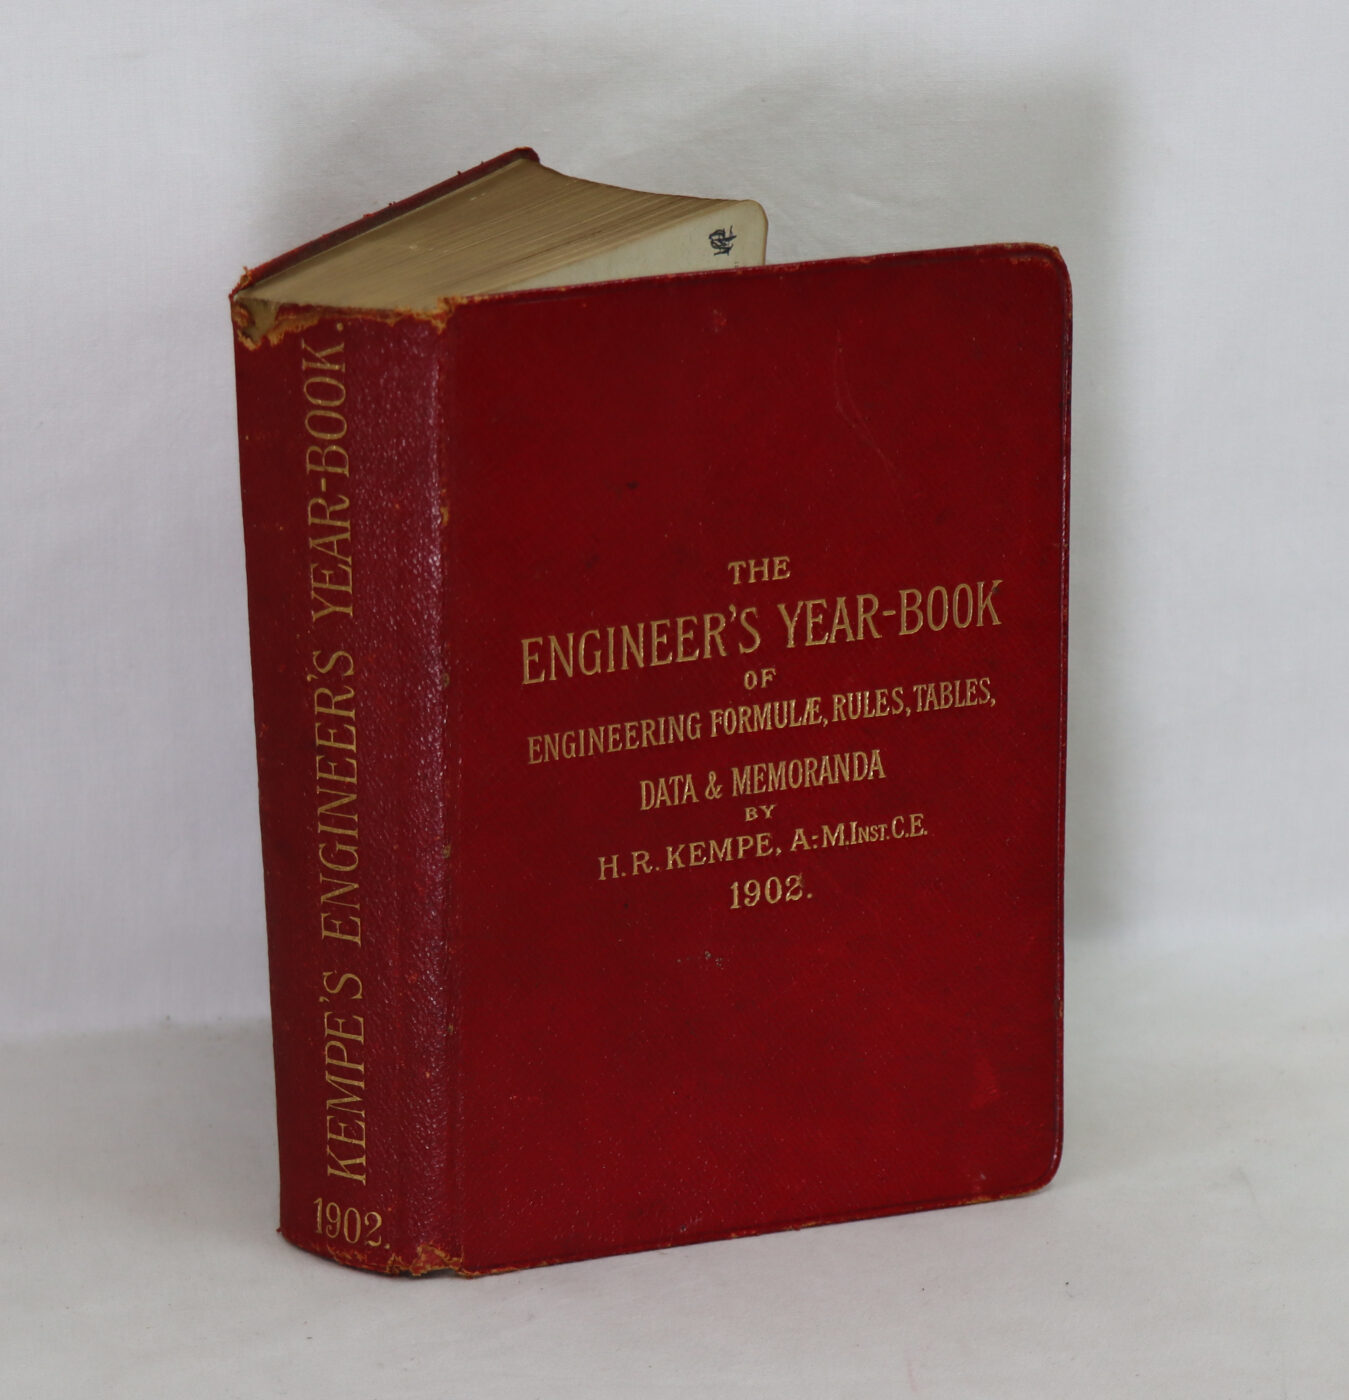 KEMPE'S ENGINEER'S YEAR-BOOK.
1902.
THE
ENGINEER'S YEAR-BOOK
OF
ENGINEERING FORMULÆ, RULES, TABLES,
DATA & MEMORANDA
BY
H. R. KEMPE, A.-M.INST.C.E.
1902.